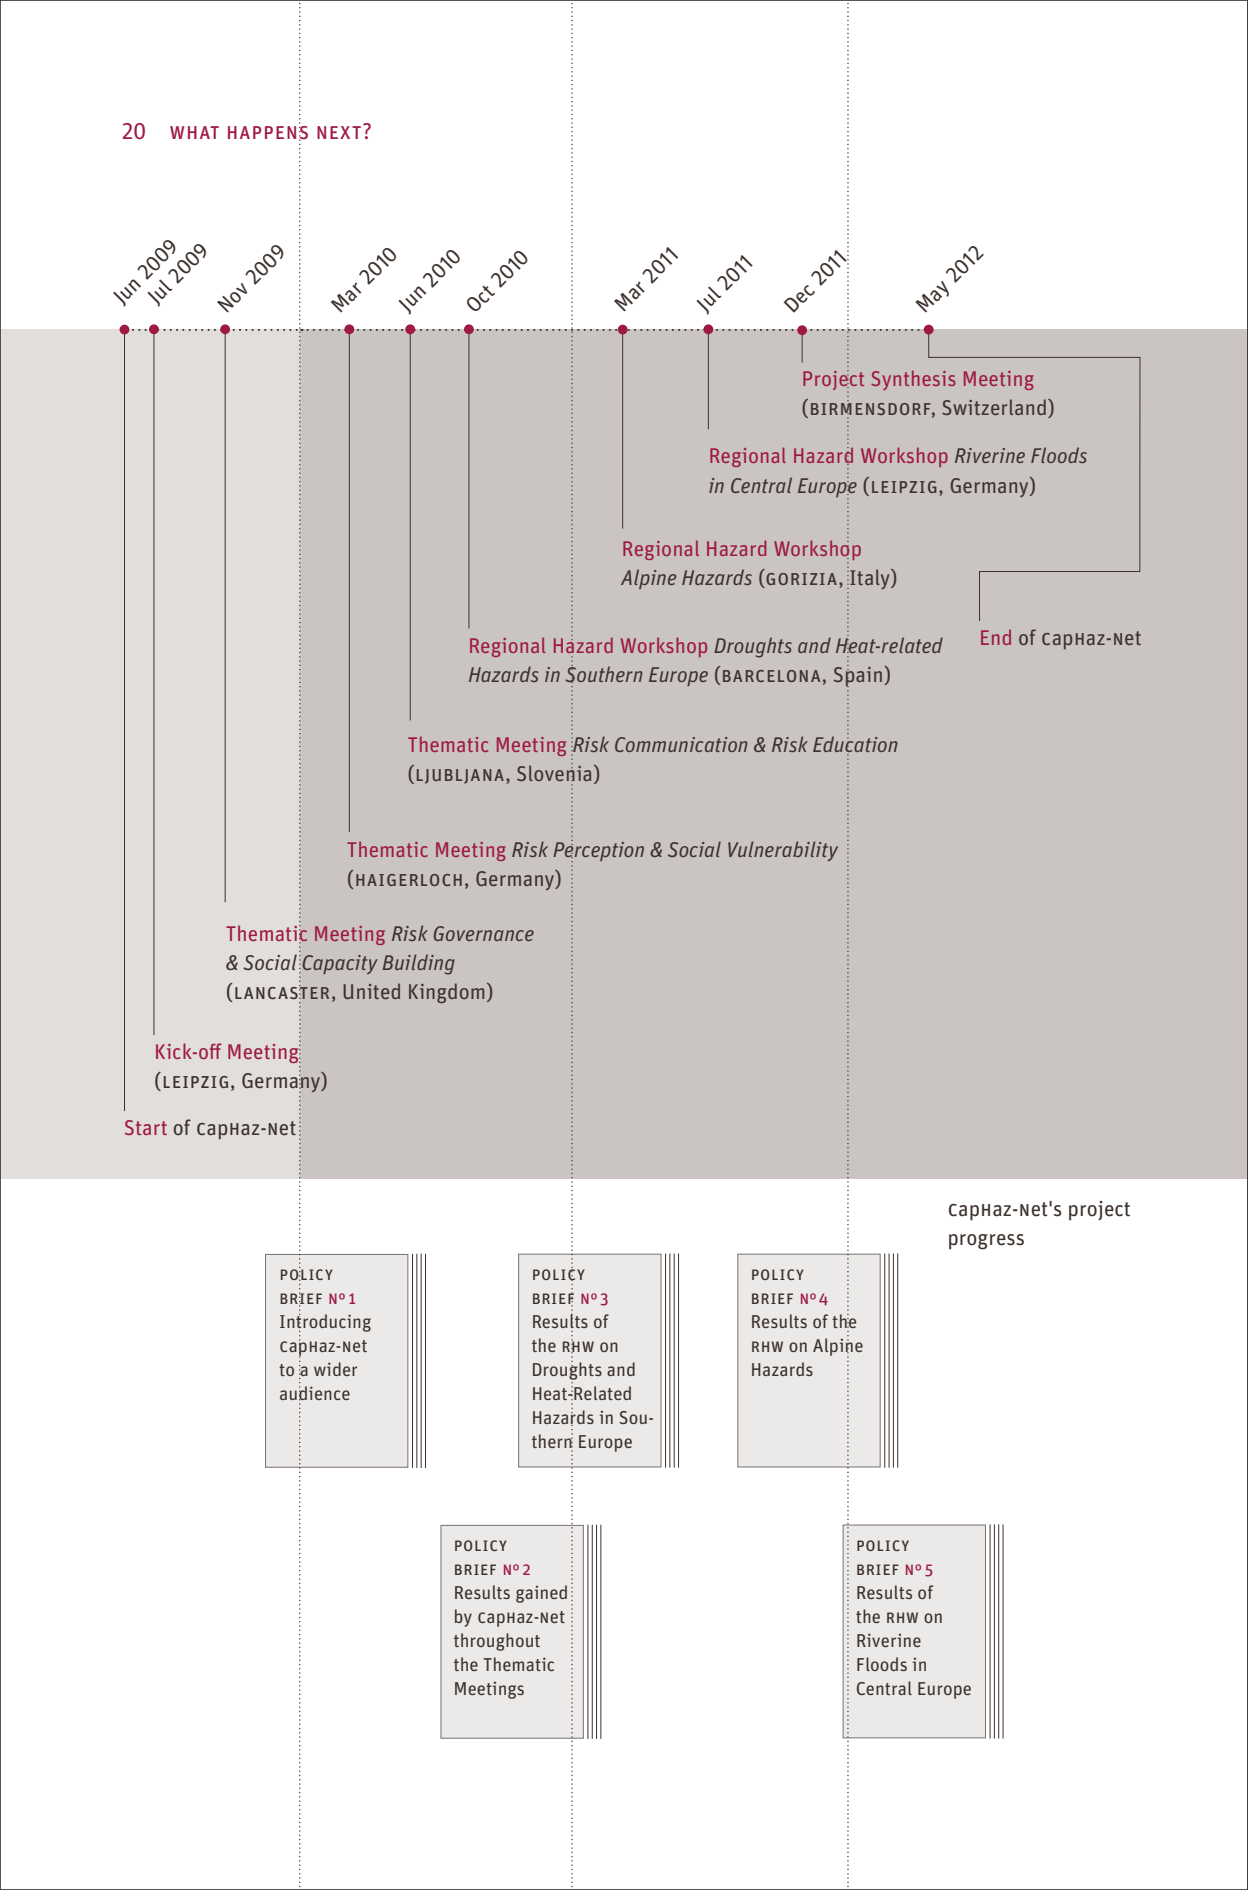 20 WHAT HAPPENS NEXT?
Jun 2009
Jul 2009
Nov 2009
Mar 2010
Jun 2010
Oct 2010
Mar 2011
Jul 2011
Dec 2011
May 2012
Project Synthesis Meeting
(BIRMENSDORF, Switzerland)
Regional Hazard Workshop Riverine Floods
in Central Europe (LEIPZIG, Germany)
Regional Hazard Workshop
Alpine Hazards (GORIZIA, Italy)
End of CapHaz-Net
Regional Hazard Workshop Droughts and Heat-related
Hazards in Southern Europe (BARCELONA, Spain)
Thematic Meeting Risk Communication & Risk Education
(LJUBLJANA, Slovenia)
Thematic Meeting Risk Perception & Social Vulnerability
(HAIGERLOCH, Germany)
Thematic Meeting Risk Governance
& Social Capacity Building
(LANCASTER, United Kingdom)
Kick-off Meeting
(LEIPZIG, Germany)
Start of CapHaz-Net
CapHaz-Net's project
progress
POLICY
BRIEF Nº 1
Introducing
CapHaz-Net
to a wider
audience
POLICY
BRIEF Nº 3
Results of
the RHW on
Droughts and
Heat-Related
Hazards in Sou-
thern Europe
POLICY
BRIEF Nº 4
Results of the
RHW on Alpine
Hazards
POLICY
BRIEF Nº 2
Results gained
by CapHaz-Net
throughout
the Thematic
Meetings
POLICY
BRIEF Nº 5
Results of
the RHW on
Riverine
Floods in
Central Europe